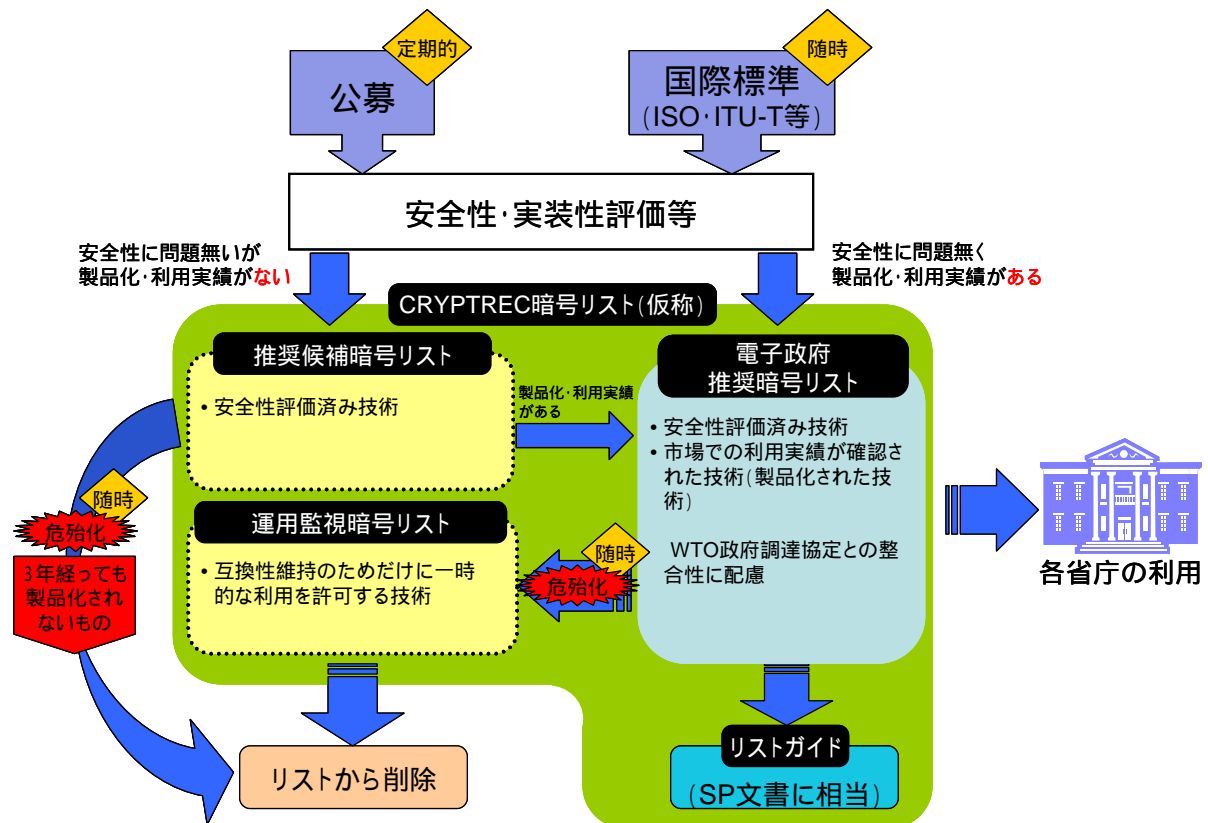 定期的
公募
随時
国際標準
(ISO･ITU-T等)
安全性･実装性評価等
安全性に問題無いが
製品化･利用実績がない
安全性に問題無く
製品化･利用実績がある
CRYPTREC暗号リスト(仮称)
推奨候補暗号リスト
• 安全性評価済み技術
製品化･利用実績
がある
電子政府
推奨暗号リスト
• 安全性評価済み技術
• 市場での利用実績が確認さ
れた技術(製品化された技
術)
WTO政府調達協定との整
合性に配慮
随時
危殆化
3年経っても
製品化され
ないもの
運用監視暗号リスト
• 互換性維持のためだけに一時
的な利用を許可する技術
随時
危殆化
各省庁の利用
リストから削除
リストガイド
(SP文書に相当)